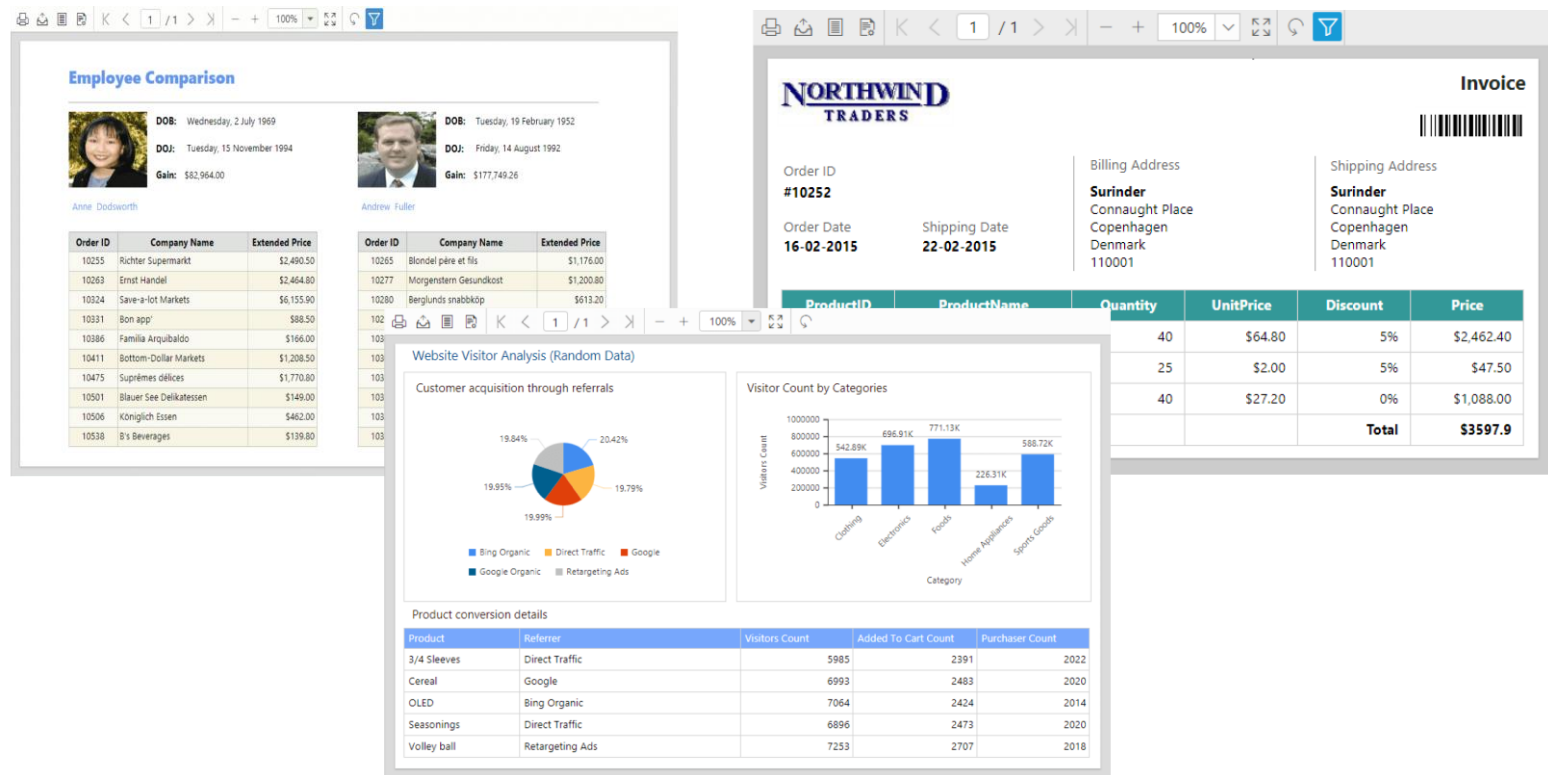 1 / 1 100%
Employee Comparison
DOB: Wednesday, 2 July 1969
DOJ: Tuesday, 15 November 1994
Gain: $82,964.00
Anne Dodsworth
DOB: Tuesday, 19 February 1952
DOJ: Friday, 14 August 1992
Gain: $177,749.26
Andrew Fuller
Order ID Company Name Extended Price
10255 Richter Supermarkt $2,490.50
10263 Ernst Handel $2,464.80
10324 Save-a-lot Markets $6,155.90
10331 Bon app' $88.50
10386 Familia Arquibaldo $166.00
10411 Bottom-Dollar Markets $1,208.50
10475 Suprêmes délices $1,770.80
10501 Blauer See Delikatessen $149.00
10506 Königlich Essen $462.00
10538 B's Beverages $139.80
Order ID Company Name Extended Price
10265 Blondel père et fils $1,176.00
10277 Morgenstern Gesundkost $1,200.80
10280 Berglunds snabbköp $613.20
1 / 1 100%
NORTHWIND
TRADERS
Invoice
Order ID
#10252
Order Date
16-02-2015
Shipping Date
22-02-2015
Billing Address
Surinder
Connaught Place
Copenhagen
Denmark
110001
Shipping Address
Surinder
Connaught Place
Copenhagen
Denmark
110001
ProductID ProductName Quantity UnitPrice Discount Price
40 $64.80 5% $2,462.40
25 $2.00 5% $47.50
40 $27.20 0% $1,088.00
Total $3597.9
1 / 1 100%
Website Visitor Analysis (Random Data)
Customer acquisition through referrals
19.84% 20.42%
19.95% 19.79%
19.99%
Bing Organic Direct Traffic Google
Google Organic Retargeting Ads
Visitor Count by Categories
Visitors Count
1000000
800000
600000
400000
200000
0
542.89K 696.91K 771.13K 226.31K 588.72K
Clothing Electronics Foods Home Appliances Sports Goods
Category
Product conversion details
Product Referrer Visitors Count Added To Cart Count Purchaser Count
3/4 Sleeves Direct Traffic 5985 2391 2022
Cereal Google 6993 2483 2020
OLED Bing Organic 7064 2424 2014
Seasonings Direct Traffic 6896 2473 2020
Volley ball Retargeting Ads 7253 2707 2018